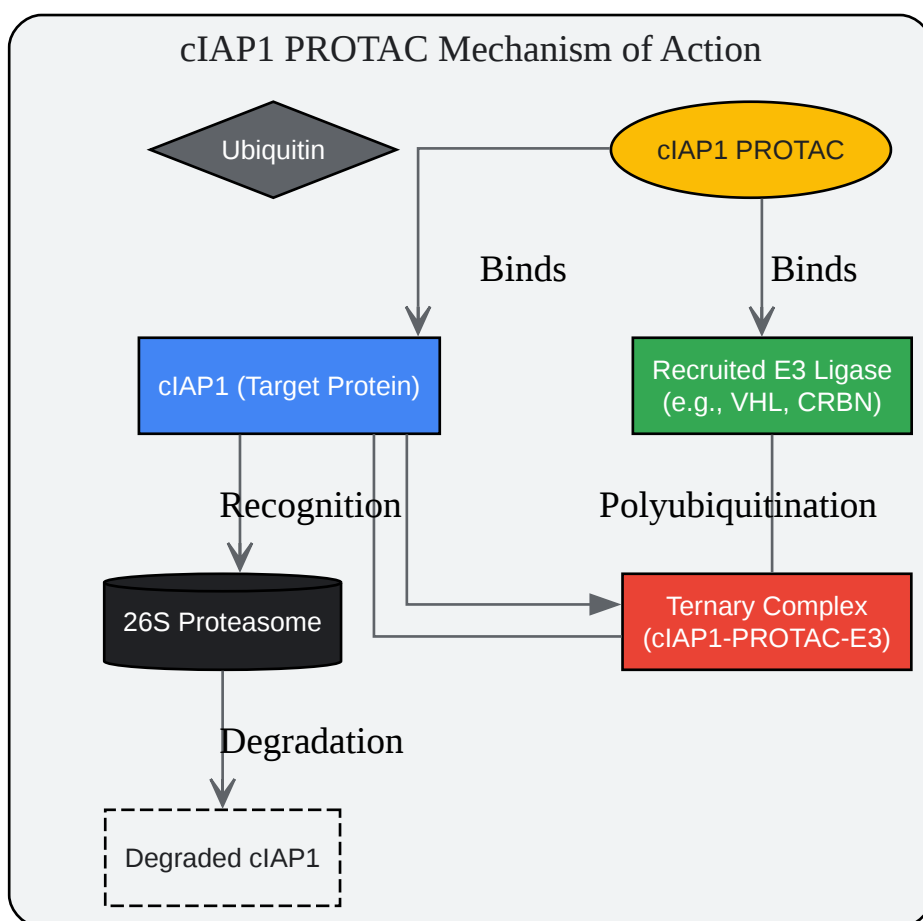 cIAP1 PROTAC Mechanism of Action
Ubiquitin
cIAP1 PROTAC
Binds
Binds
cIAP1 (Target Protein)
Recruited E3 Ligase
(e.g., VHL, CRBN)
Recognition
Polyubiquitination
26S Proteasome
Ternary Complex
(cIAP1-PROTAC-E3)
Degradation
Degraded cIAP1